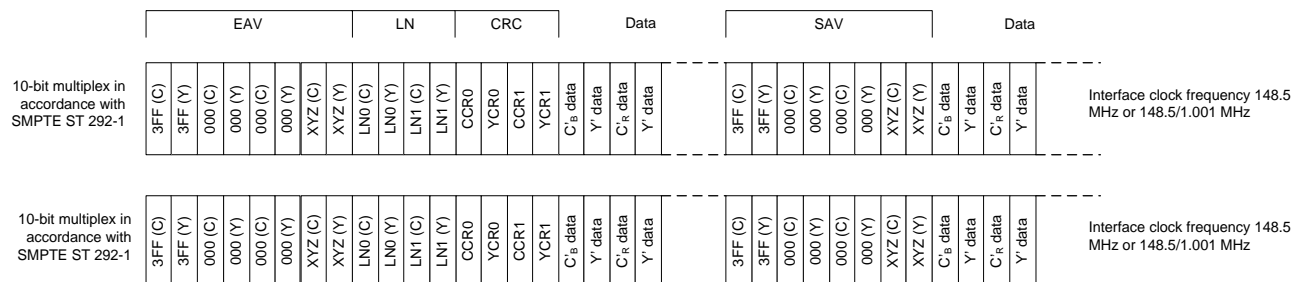 EAV LN CRC Data SAV Data
10-bit multiplex in
accordance with
SMPTE ST 292-1
3FF (C)
3FF (Y)
000 (C)
000 (Y)
000 (C)
000 (Y)
XYZ (C)
XYZ (Y)
LN0 (C)
LN0 (Y)
LN1 (C)
LN1 (Y)
CCR0
YCR0
CCR1
YCR1
C'B data
Y' data
C'R data
Y' data
3FF (C)
3FF (Y)
000 (C)
000 (Y)
000 (C)
000 (Y)
XYZ (C)
XYZ (Y)
C'B data
Y' data
C'R data
Y' data
Interface clock frequency 148.5
MHz or 148.5/1.001 MHz
10-bit multiplex in
accordance with
SMPTE ST 292-1
3FF (C)
3FF (Y)
000 (C)
000 (Y)
000 (C)
000 (Y)
XYZ (C)
XYZ (Y)
LN0 (C)
LN0 (Y)
LN1 (C)
LN1 (Y)
CCR0
YCR0
CCR1
YCR1
C'B data
Y' data
C'R data
Y' data
3FF (C)
3FF (Y)
000 (C)
000 (Y)
000 (C)
000 (Y)
XYZ (C)
XYZ (Y)
C'B data
Y' data
C'R data
Y' data
Interface clock frequency 148.5
MHz or 148.5/1.001 MHz